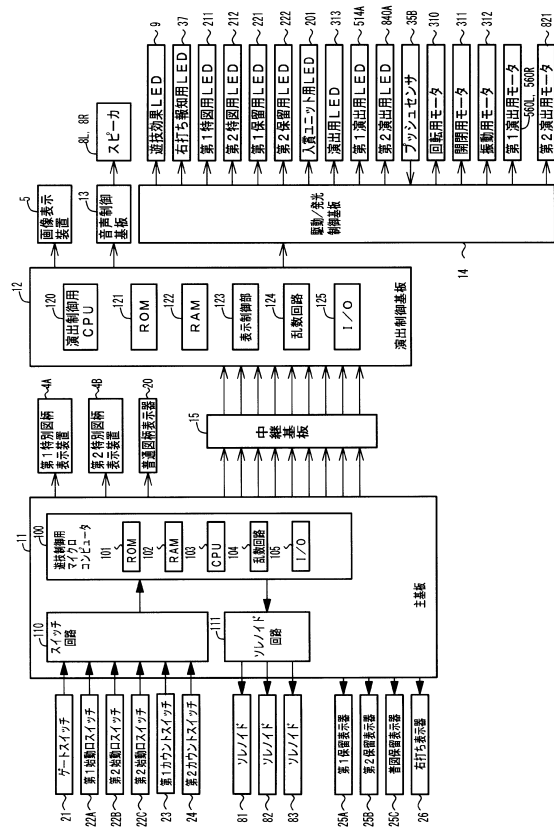 21
ゲートスイッチ
22A
第1始動口スイッチ
22B
第2始動口スイッチ
22C
第2始動口スイッチ
23
第1カウントスイッチ
24
第2カウントスイッチ
81
ソレノイド
82
ソレノイド
83
ソレノイド
25A
第1保留表示器
25B
第2保留表示器
25C
普図保留表示器
26
右打ち表示器
11
主基板
110
スイッチ
回路
111
ソレノイド
回路
100
遊技制御用
マイクロ
コンピュータ
101
ROM
102
RAM
103
CPU
104
乱数回路
105
I/O
4A
第1特別図柄
表示装置
4B
第2特別図柄
表示装置
20
普通図柄表示器
15
中継基板
12
演出制御基板
120
演出制御用
CPU
121
ROM
122
RAM
123
表示制御部
124
乱数回路
125
I/O
5
画像表示
装置
13
音声制御
基板
8L, 8R
スピーカ
14
駆動/発光
制御基板
遊技効果LED
9
右打ち報知用LED
37
第1特図用LED
211
第2特図用LED
212
第1保留用LED
221
第2保留用LED
222
入賞ユニット用LED
201
演出用LED
313
第1演出用LED
514A
第2演出用LED
840A
プッシュセンサ
35B
回転用モータ
310
開閉用モータ
311
振動用モータ
312
第1演出用モータ
560L, 560R
第2演出用モータ
821